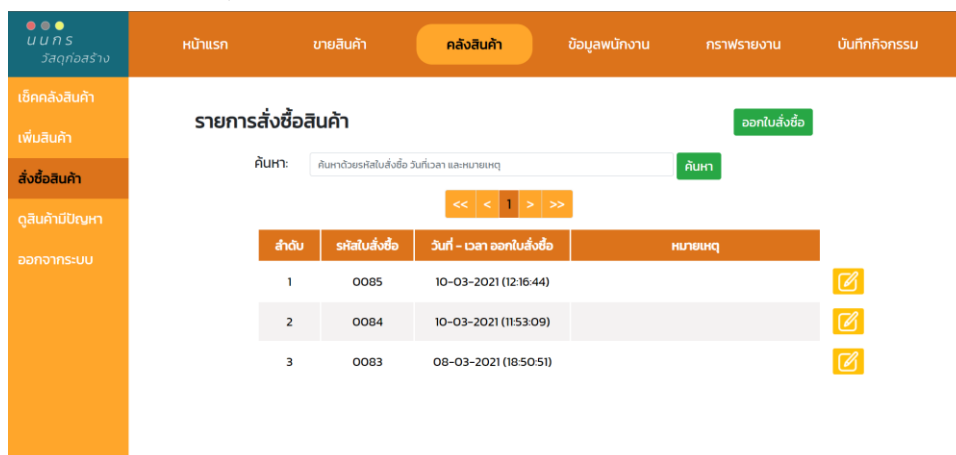 นนทร
วัสดุก่อสร้าง
หน้าแรก ขายสินค้า คลังสินค้า ข้อมูลพนักงาน กราฟรายงาน บันทึกกิจกรรม
เช็คคลังสินค้า
เพิ่มสินค้า
สั่งซื้อสินค้า
ดูสินค้ามีปัญหา
ออกจากระบบ
รายการสั่งซื้อสินค้า ออกใบสั่งซื้อ
ค้นหา: ค้นหาด้วยรหัสใบสั่งซื้อ วันที่เวลา และหมายเหตุ ค้นหา
<< < 1 > >>
ลำดับ รหัสใบสั่งซื้อ วันที่ - เวลา ออกใบสั่งซื้อ หมายเหตุ
1 0085 10-03-2021 (12:16:44)
2 0084 10-03-2021 (11:53:09)
3 0083 08-03-2021 (18:50:51)